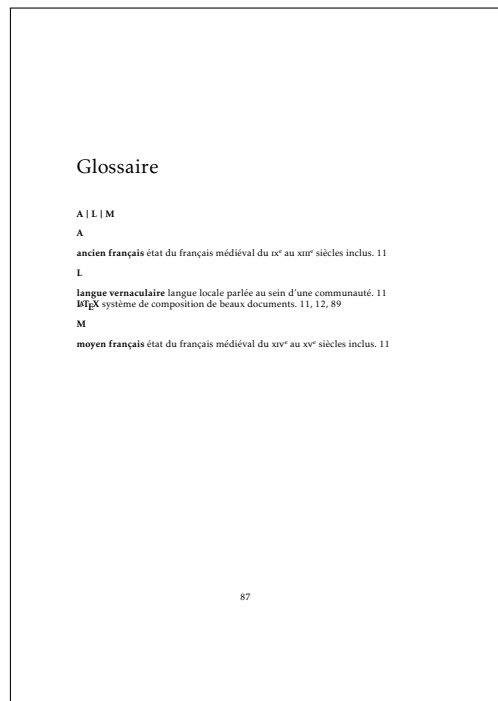 Glossaire
A | L | M
A
ancien français état du français médiéval du IXᵉ au XIIIᵉ siècles inclus. 11
L
langue vernaculaire langue locale parlée au sein d’une communauté. 11
LATEX système de composition de beaux documents. 11, 12, 89
M
moyen français état du français médiéval du XIVᵉ au XVᵉ siècles inclus. 11
87